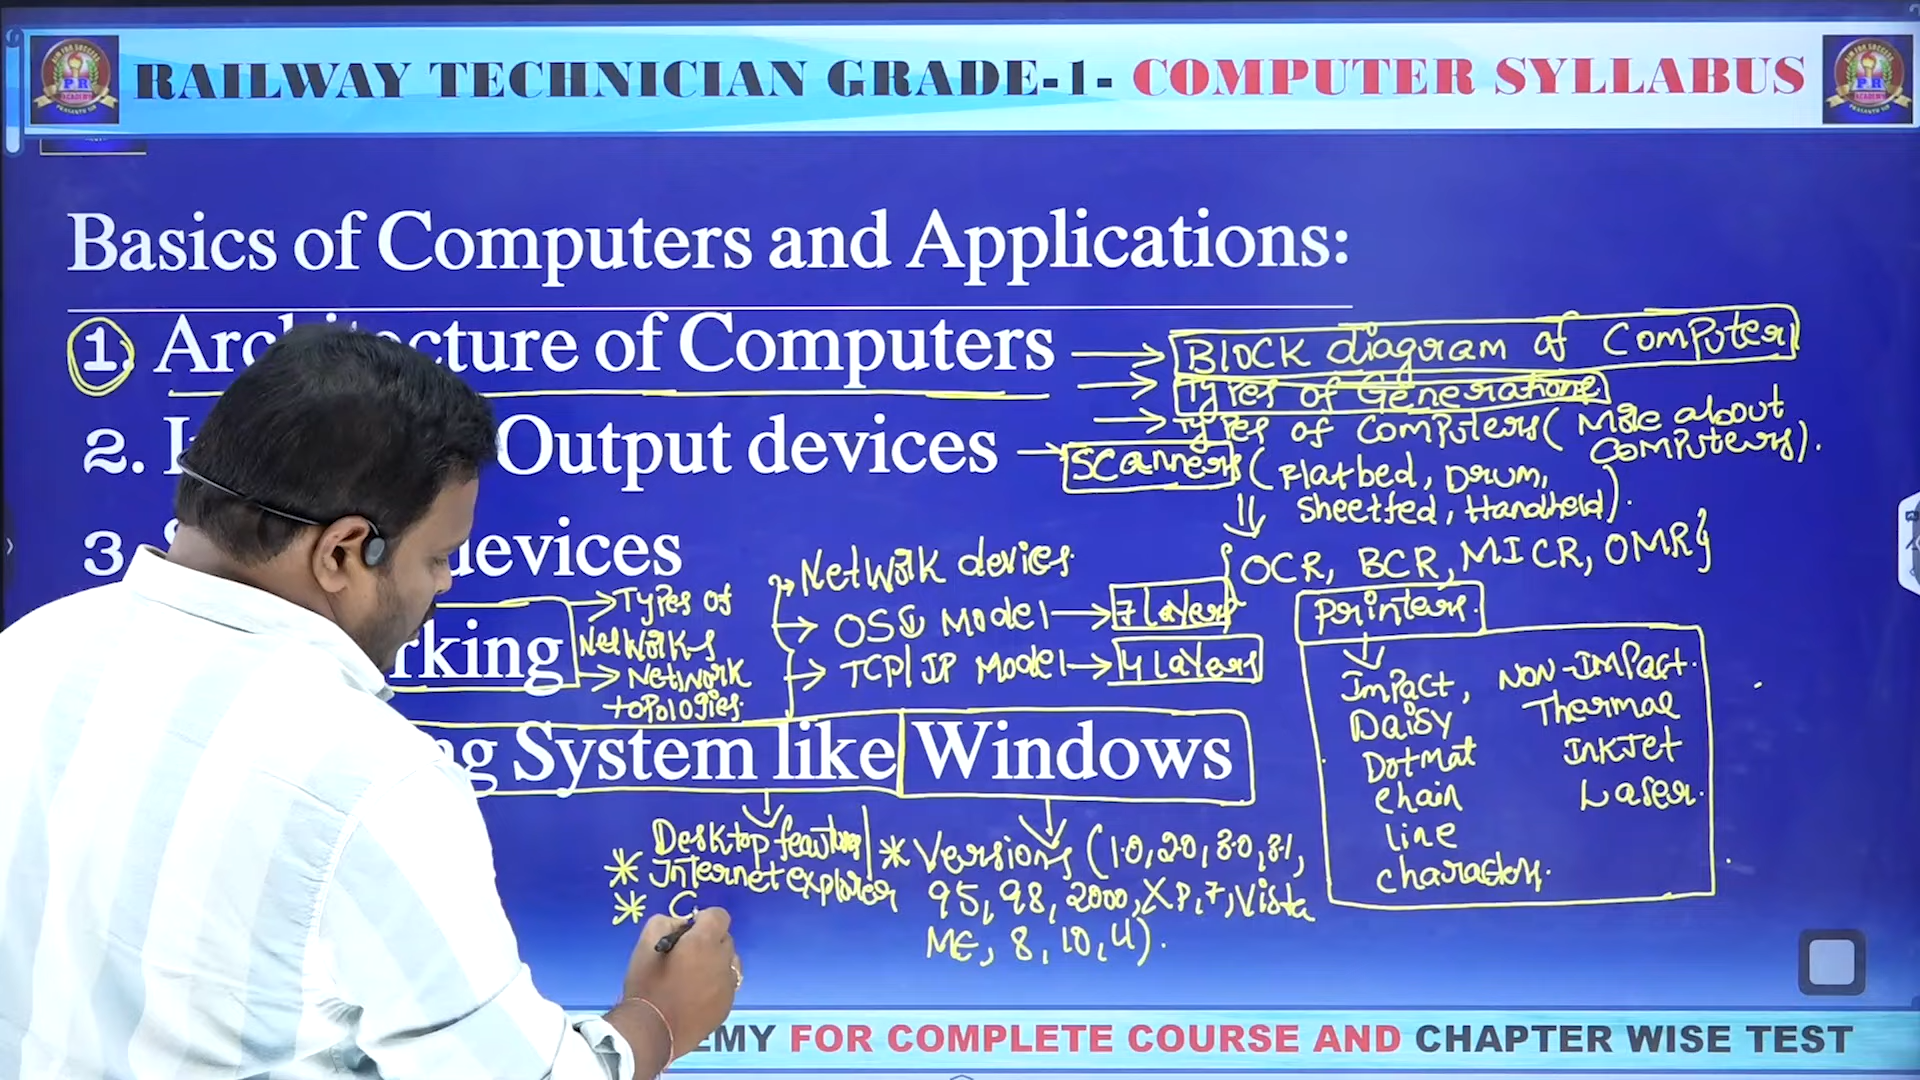 RAILWAY TECHNICIAN GRADE-1- COMPUTER SYLLABUS
Basics of Computers and Applications:
1. Architecture of Computers
→ BLOCK diagram of Computer
→ Types of Generations
→ Types of Computers ( More about Computers).
2. Output devices → Scanners ( Flatbed, Drum,
Sheetfed, Handheld).
{ OCR, BCR, MICR, OMR}
3. devices
rking
→ Types of
Networks
→ Network
topologies.
→ Network devices.
→ OSI Model → 7 layers
→ TCP/IP Model → 4 layers
Printers.
Impact,
Daisy
Dotmat
chain
line
characters.
NON-IMPact.
Thermal
InkJet
Laser.
ng System like Windows
Desktop features
* Internet explorer
* C
* Versions (1.0, 2.0, 3.0, 3.1,
95, 98, 2000, XP, 7, Vista
ME, 8, 10, 11).
EMY FOR COMPLETE COURSE AND CHAPTER WISE TEST